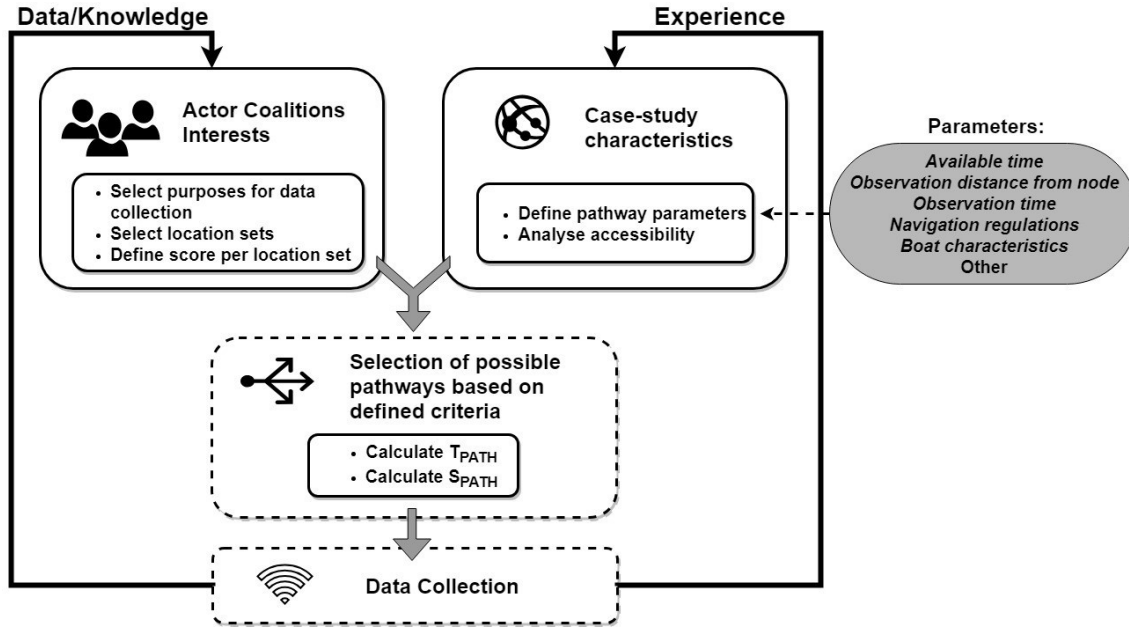 Data/Knowledge
Experience
Actor Coalitions
Interests
• Select purposes for data
collection
• Select location sets
• Define score per location set
Case-study
characteristics
• Define pathway parameters
• Analyse accessibility
Parameters:
Available time
Observation distance from node
Observation time
Navigation regulations
Boat characteristics
Other
Selection of possible
pathways based on
defined criteria
• Calculate TPATH
• Calculate SPATH
Data Collection